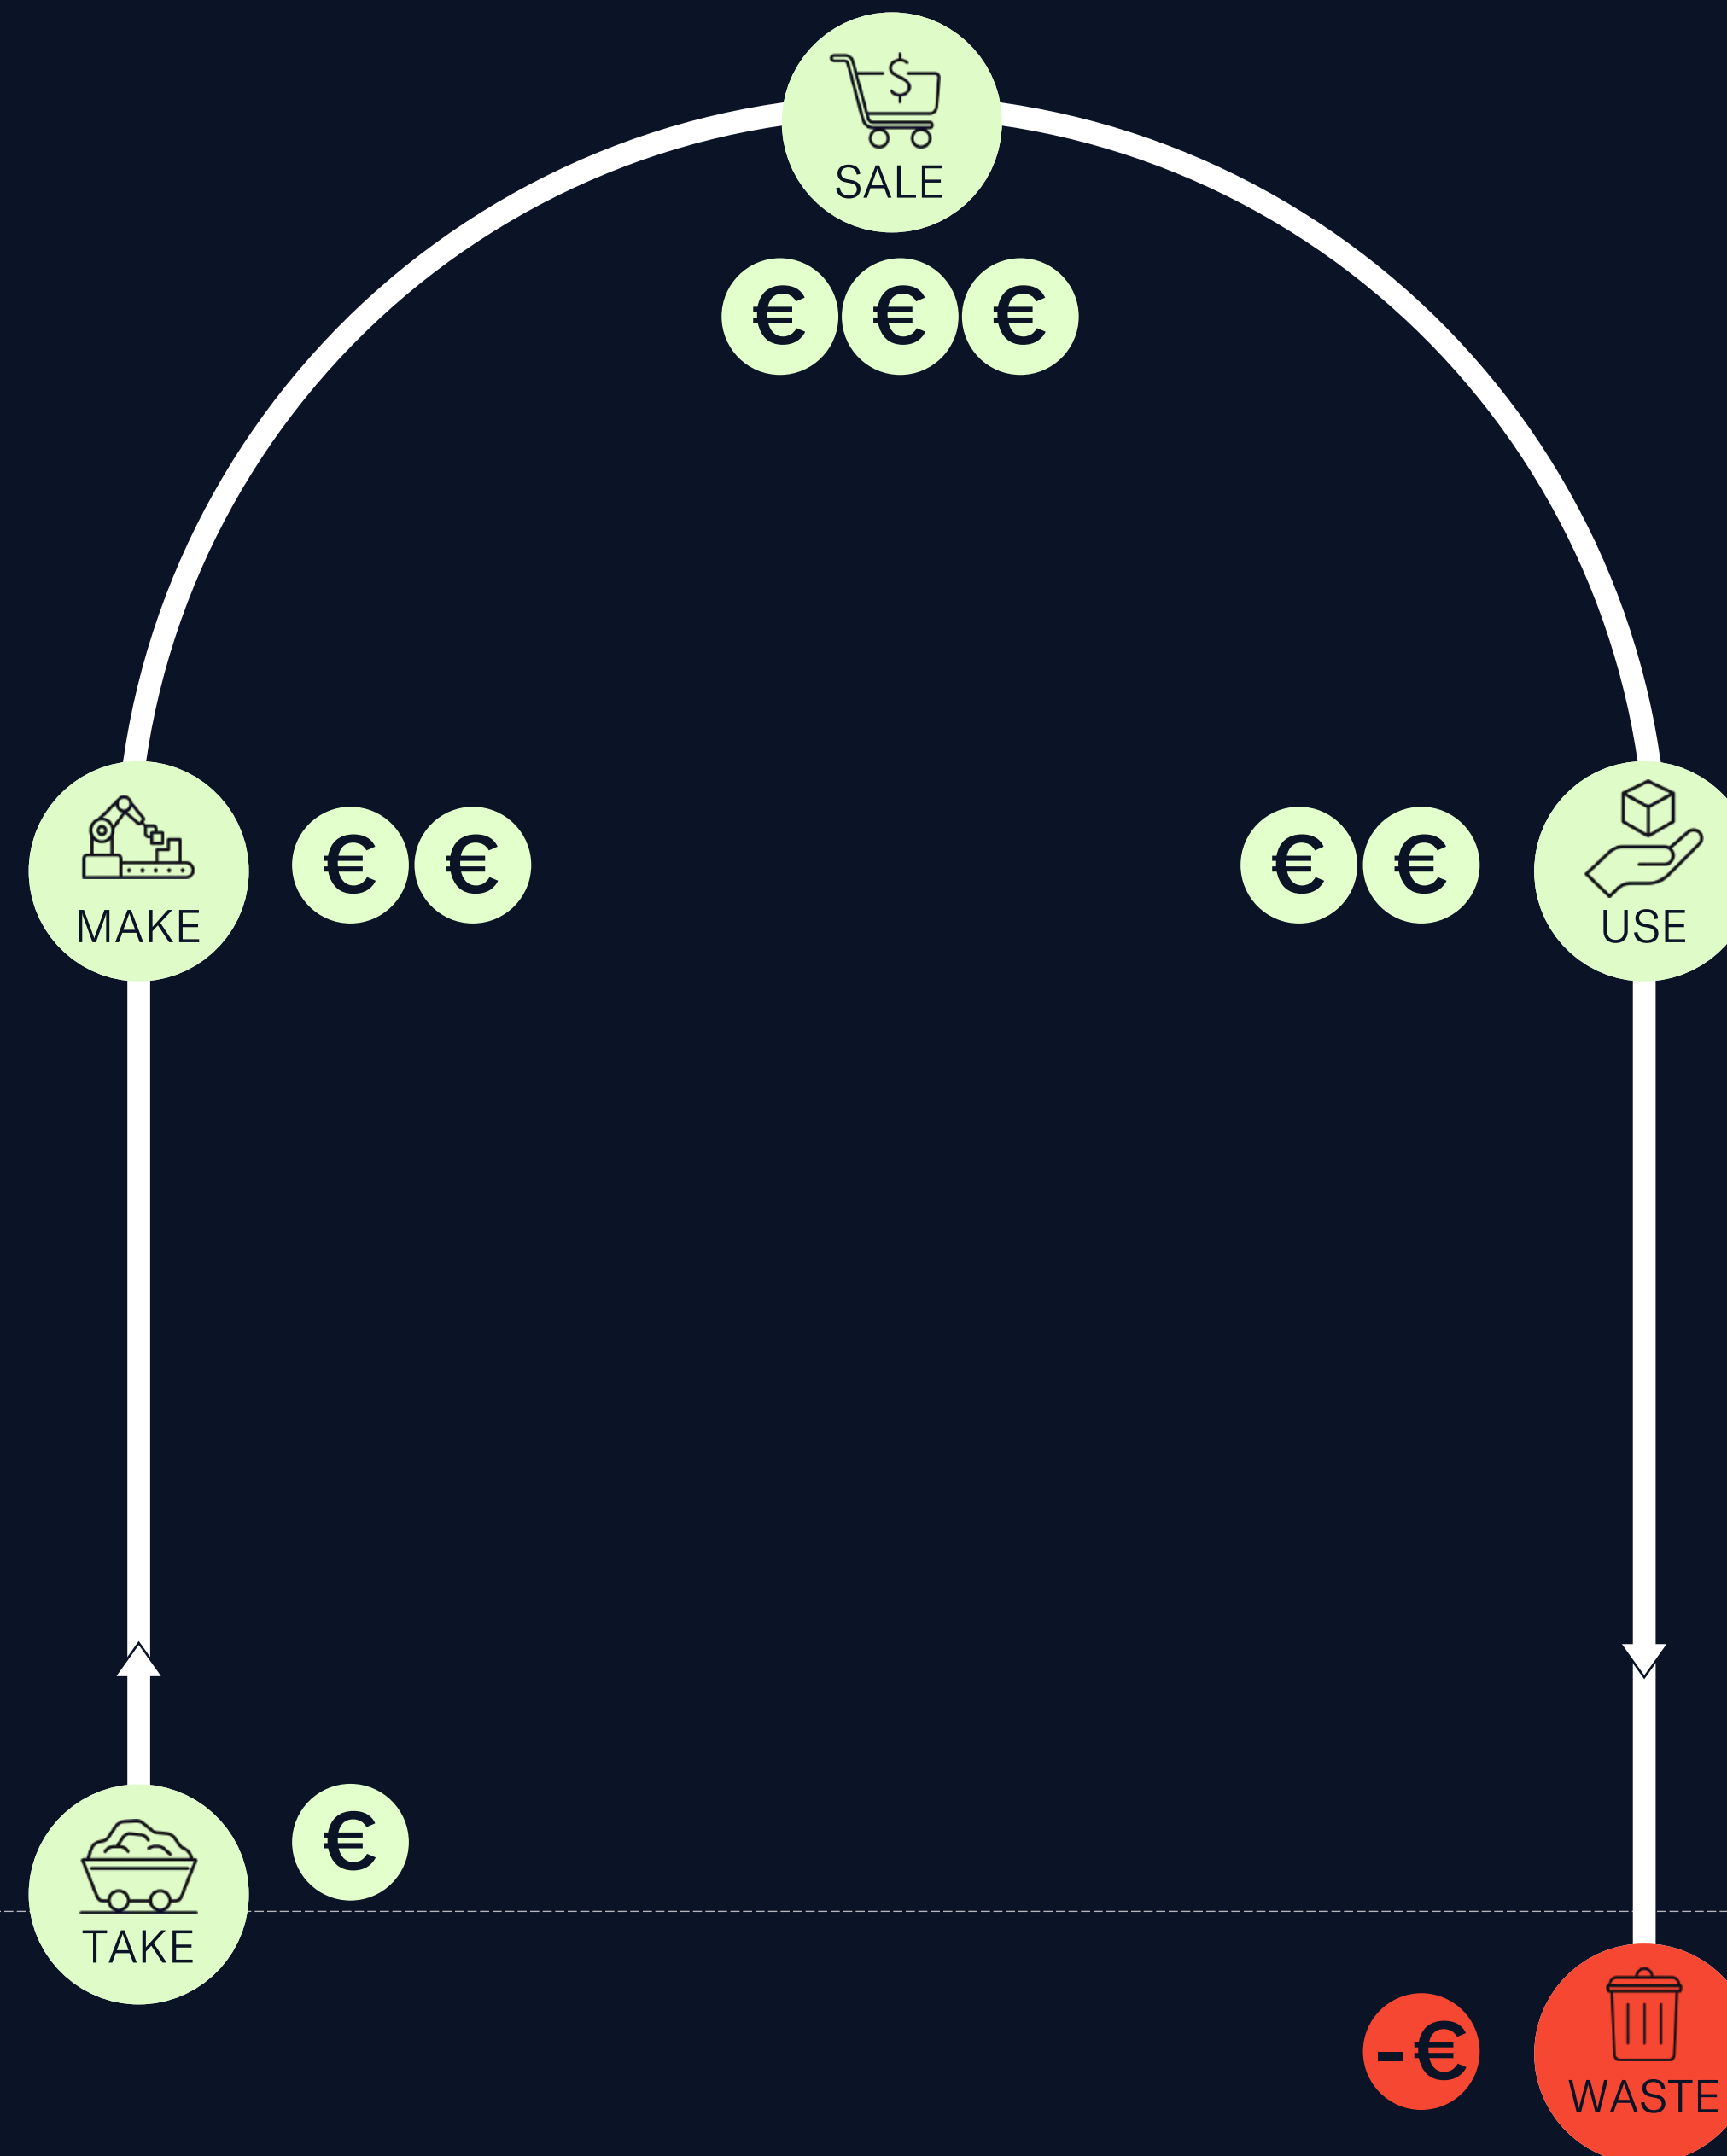 $
SALE
€ € €
MAKE
€ €
€ €
USE
TAKE
€
-€
WASTE